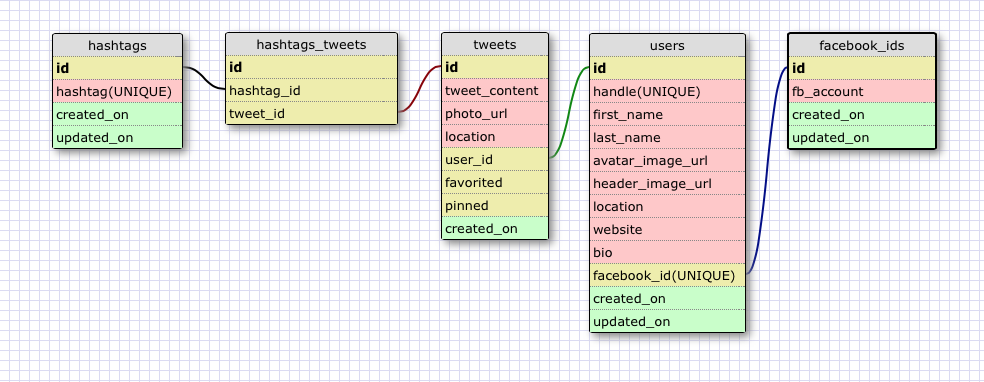 hashtags
id
hashtag(UNIQUE)
created_on
updated_on
hashtags_tweets
id
hashtag_id
tweet_id
tweets
id
tweet_content
photo_url
location
user_id
favorited
pinned
created_on
users
id
handle(UNIQUE)
first_name
last_name
avatar_image_url
header_image_url
location
website
bio
facebook_id(UNIQUE)
created_on
updated_on
facebook_ids
id
fb_account
created_on
updated_on